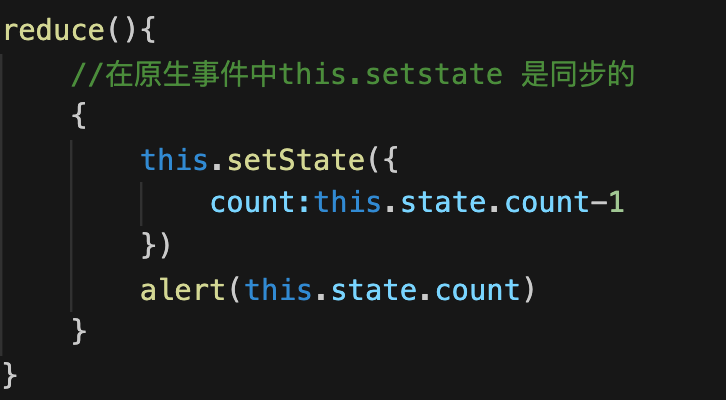 reduce(){
//在原生事件中this.setstate 是同步的
{
this.setState({
count:this.state.count-1
})
alert(this.state.count)
}
}